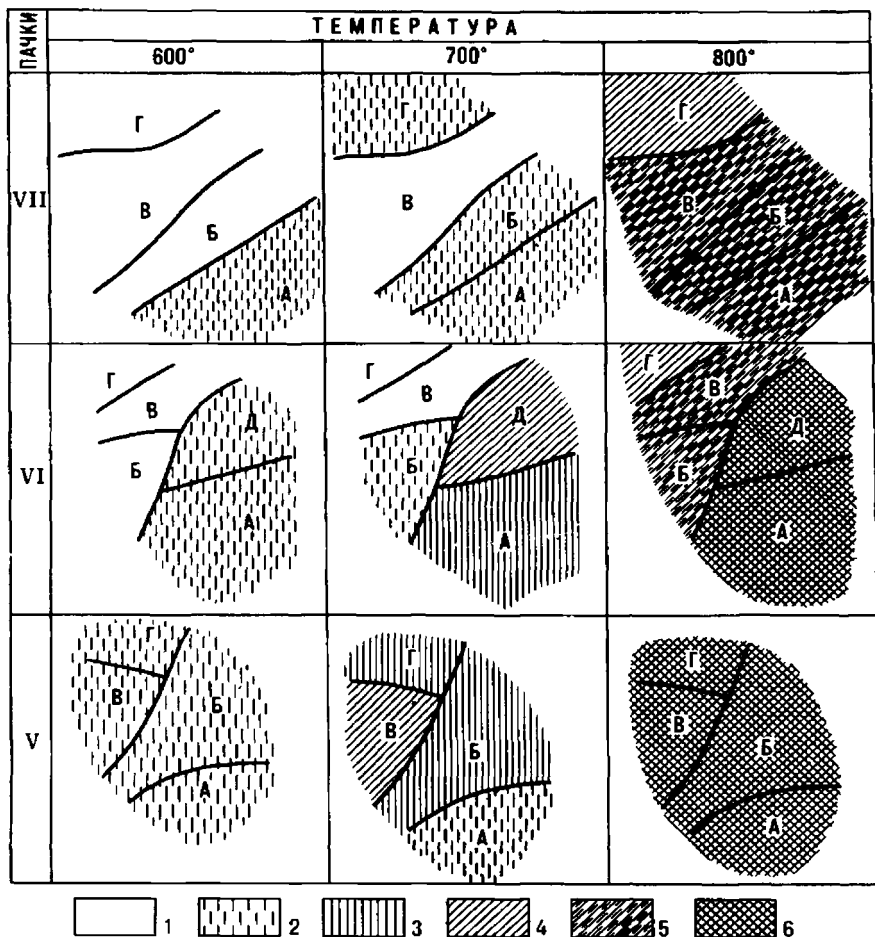 ПАЧКИ
ТЕМПЕРАТУРА
600° 700° 800°
VII
Г
В
Б
А
Г
В
Б
А
Г
В
Б
А
VI
Г
В
Д
Б
А
Г
В
Д
Б
А
Г
В
Д
Б
А
V
Г
Б
В
А
Г
В
Б
А
Г
В
Б
А
1 2 3 4 5 6